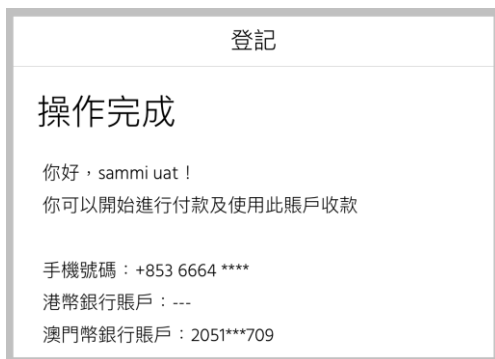 登記
操作完成
你好，sammi uat！
你可以開始進行付款及使用此賬戶收款
手機號碼：+853 6664 ****
港幣銀行賬戶：---
澳門幣銀行賬戶：2051***709